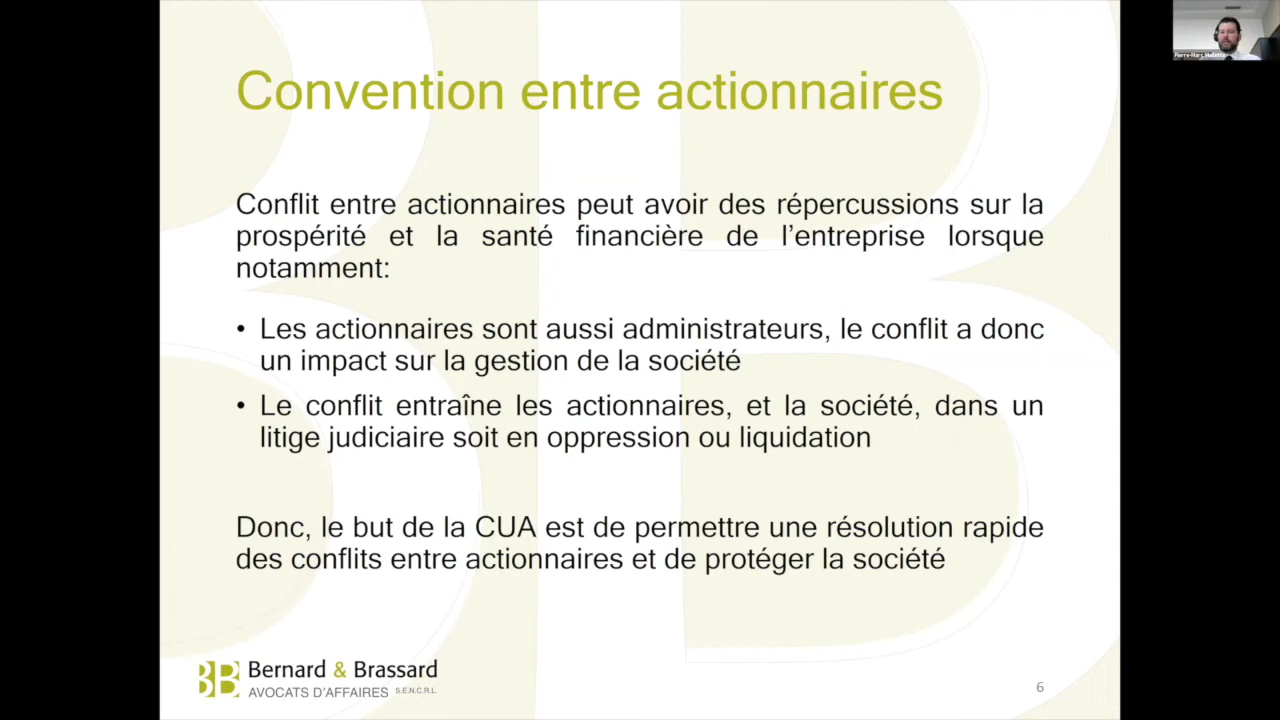 Convention entre actionnaires
Conflit entre actionnaires peut avoir des répercussions sur la
prospérité et la santé financière de l’entreprise lorsque
notamment:
• Les actionnaires sont aussi administrateurs, le conflit a donc
un impact sur la gestion de la société
• Le conflit entraîne les actionnaires, et la société, dans un
litige judiciaire soit en oppression ou liquidation
Donc, le but de la CUA est de permettre une résolution rapide
des conflits entre actionnaires et de protéger la société
BB Bernard & Brassard
AVOCATS D’AFFAIRES S.E.N.C.R.L.
6